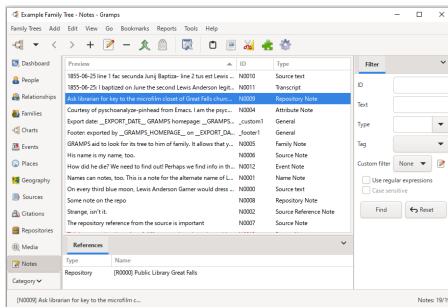 Example Family Tree - Notes - Gramps
Family Trees Add Edit View Go Bookmarks Reports Tools Help
Dashboard
People
Relationships
Families
Charts
Events
Places
Geography
Sources
Citations
Repositories
Media
Notes
Category
Preview ID Type
1855-06-25 line 1 fac secunda Junij Baptiza- line 2 tus est Lewis ... N0010 Source text
1855-06-25: I baptized on June the second Lewis Anderson legit... N0011 Transcript
Ask librarian for key to the microfilm closet of Great Falls churc... N0009 Repository Note
Courtesy of pyschoanalyze-pinhead from Emacs. I am the psyc... N0004 Attribute Note
Export date: __EXPORT_DATE__ GRAMPS homepage __GRAMPS... _custom1 General
Footer: exported by __GRAMPS_HOMEPAGE__ on __EXPORT_DA... _footer1 General
GRAMPS aid to look for its tree to him of family. It allows that y... N0005 Family Note
His name is my name, too. N0006 Source Note
How did he die? We need to find out! Perhaps we find info in th... N0012 Event Note
Names can notes, too. This is a note for the alternate name of L... N0001 Name Note
On every third blue moon, Lewis Anderson Garner would dress ... N0000 Source text
Some note on the repo N0008 Repository Note
Strange, isn't it. N0002 Source Reference Note
The repository reference from the source is important N0007 Source Note
References
Type Name
Repository [R0000] Public Library Great Falls
Filter
ID
Text
Type
Tag
Custom filter None
Use regular expressions
Case sensitive
Find Reset
[N0009] Ask librarian for key to the microfilm c...
Notes: 19/1